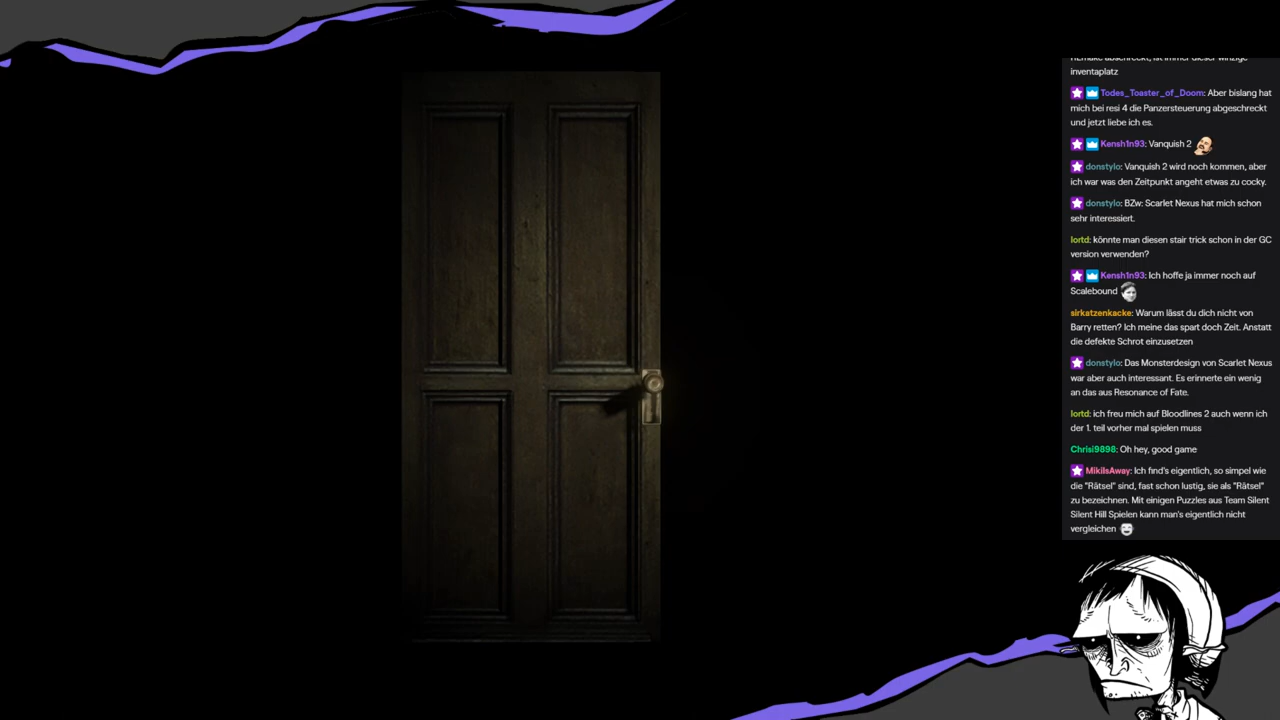 REmake abschreckt, ist immer dieser winzige
inventaplatz
Todes_Toaster_of_Doom: Aber bislang hat
mich bei resi 4 die Panzersteuerung abgeschreckt
und jetzt liebe ich es.
Kensh1n93: Vanquish 2
donstylo: Vanquish 2 wird noch kommen, aber
ich war was den Zeitpunkt angeht etwas zu cocky.
donstylo: BZw: Scarlet Nexus hat mich schon
sehr interessiert.
lortd: könnte man diesen stair trick schon in der GC
version verwenden?
Kensh1n93: Ich hoffe ja immer noch auf
Scalebound
sirkatzenkacke: Warum lässt du dich nicht von
Barry retten? Ich meine das spart doch Zeit. Anstatt
die defekte Schrot einzusetzen
donstylo: Das Monsterdesign von Scarlet Nexus
war aber auch interessant. Es erinnerte ein wenig
an das aus Resonance of Fate.
lortd: ich freu mich auf Bloodlines 2 auch wenn ich
der 1. teil vorher mal spielen muss
Chrisi9898: Oh hey, good game
MikiIsAway: Ich find's eigentlich, so simpel wie
die "Rätsel" sind, fast schon lustig, sie als "Rätsel"
zu bezeichnen. Mit einigen Puzzles aus Team Silent
Silent Hill Spielen kann man's eigentlich nicht
vergleichen